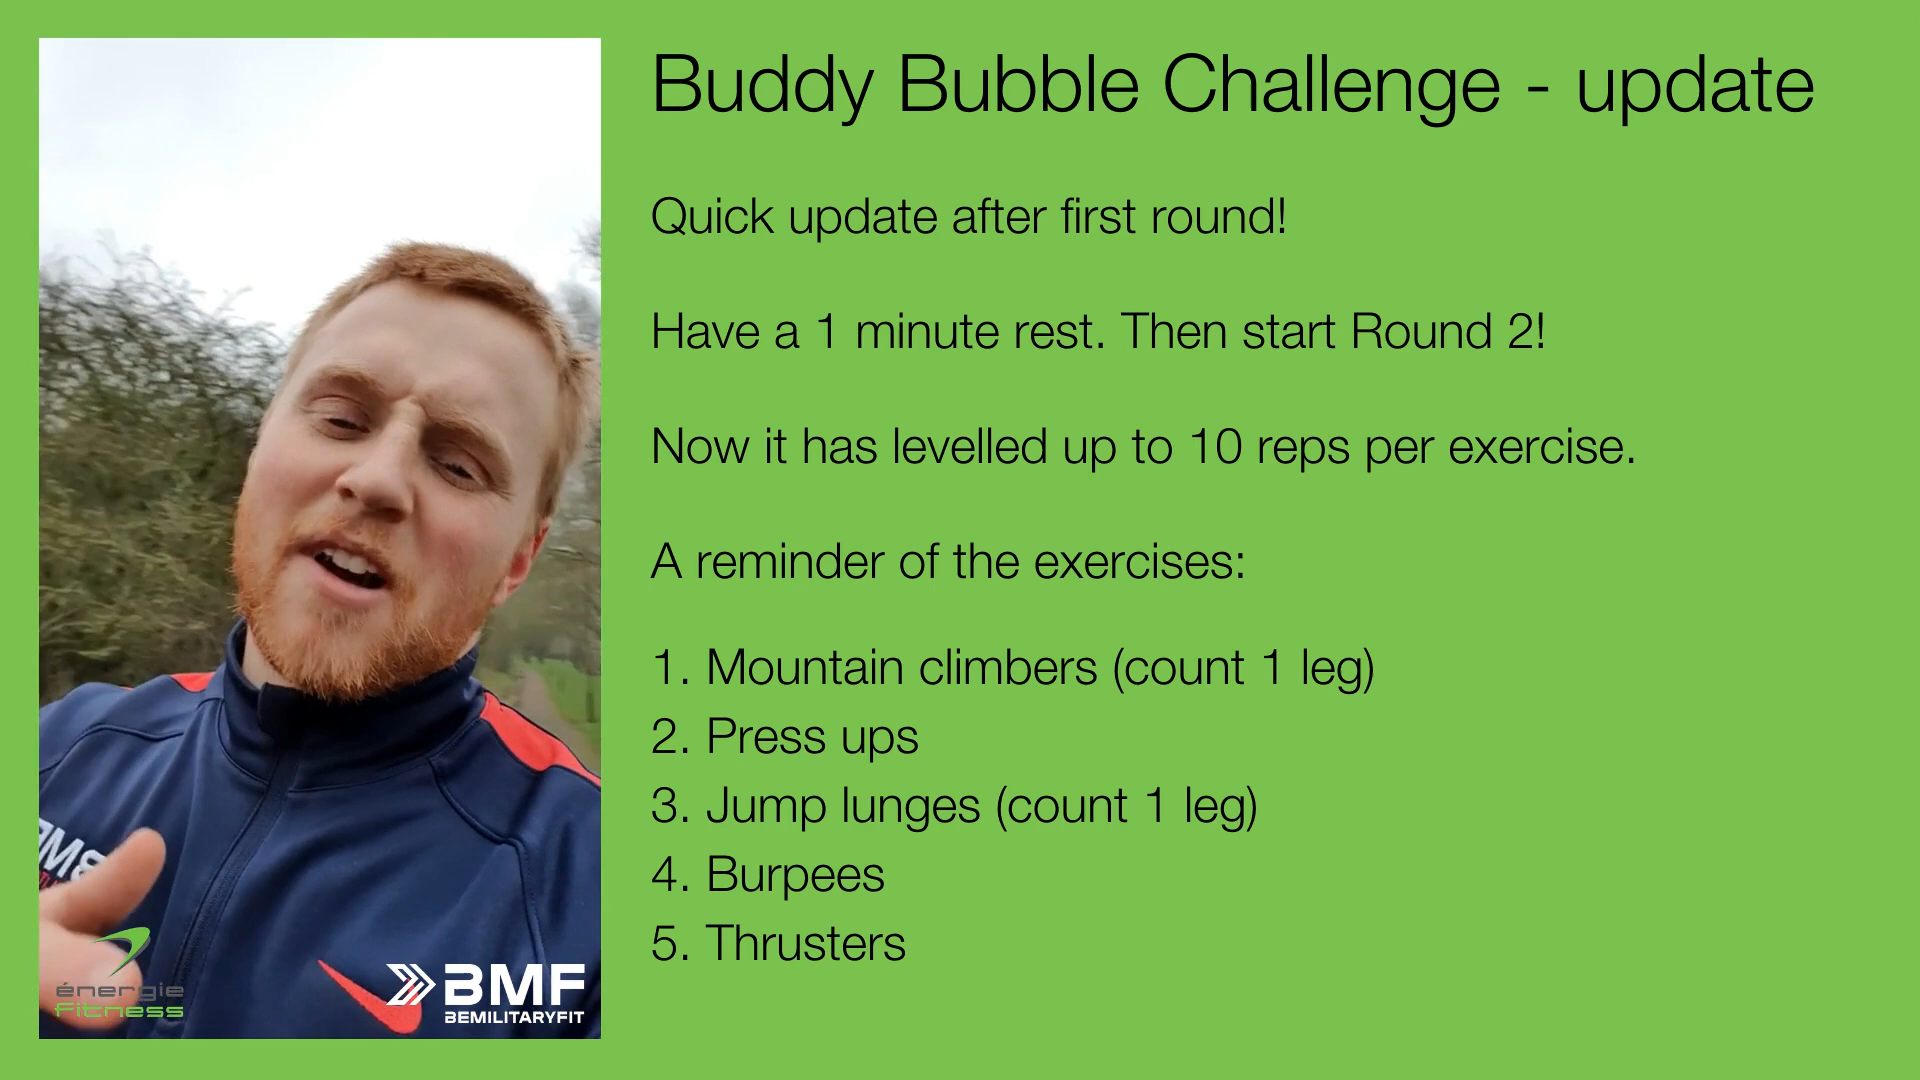 Buddy Bubble Challenge - update
Quick update after first round!
Have a 1 minute rest. Then start Round 2!
Now it has levelled up to 10 reps per exercise.
A reminder of the exercises:
1. Mountain climbers (count 1 leg)
2. Press ups
3. Jump lunges (count 1 leg)
4. Burpees
5. Thrusters
énergie
fitness
BMF
BEMILITARYFIT